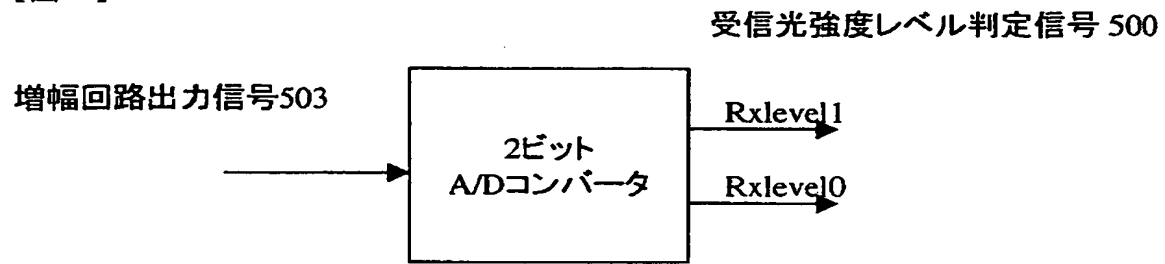 受信光強度レベル判定信号 500
増幅回路出力信号503
Rxlevel1
2ビット
A/Dコンバータ
Rxlevel0